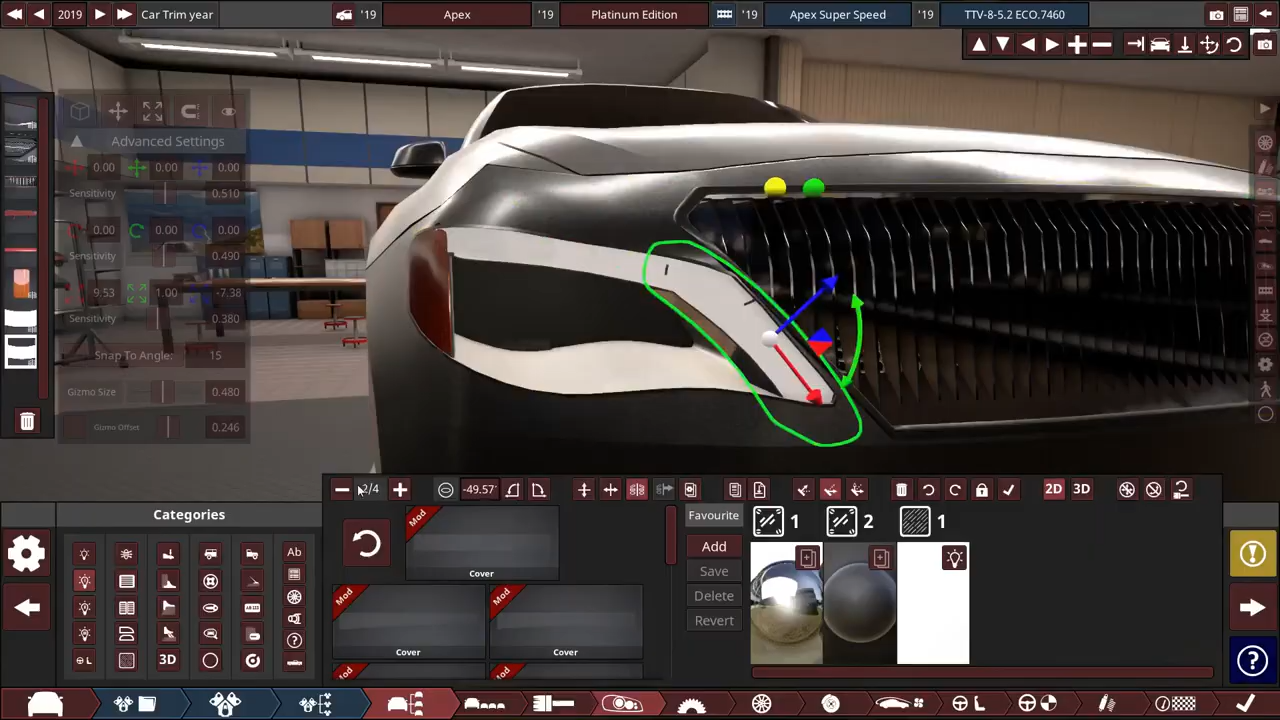 2019 Car Trim year '19 Apex '19 Platinum Edition '19 Apex Super Speed '19 TTV-8-5.2 ECO.7460
Advanced Settings
0.00 0.00 0.00
Sensitivity 0.510
0.00 0.00 0.00
Sensitivity 0.490
9.53 1.00 -7.38
Sensitivity 0.380
Snap To Angle: 15
Gizmo Size 0.480
Gizmo Offset 0.246
2/4 -49.57 2D 3D
Categories
Ab
3D
L
Mod
Cover
Mod
Cover
Mod
Cover
Mod
Mod
Favourite
Add
Save
Delete
Revert
1 2 1
?